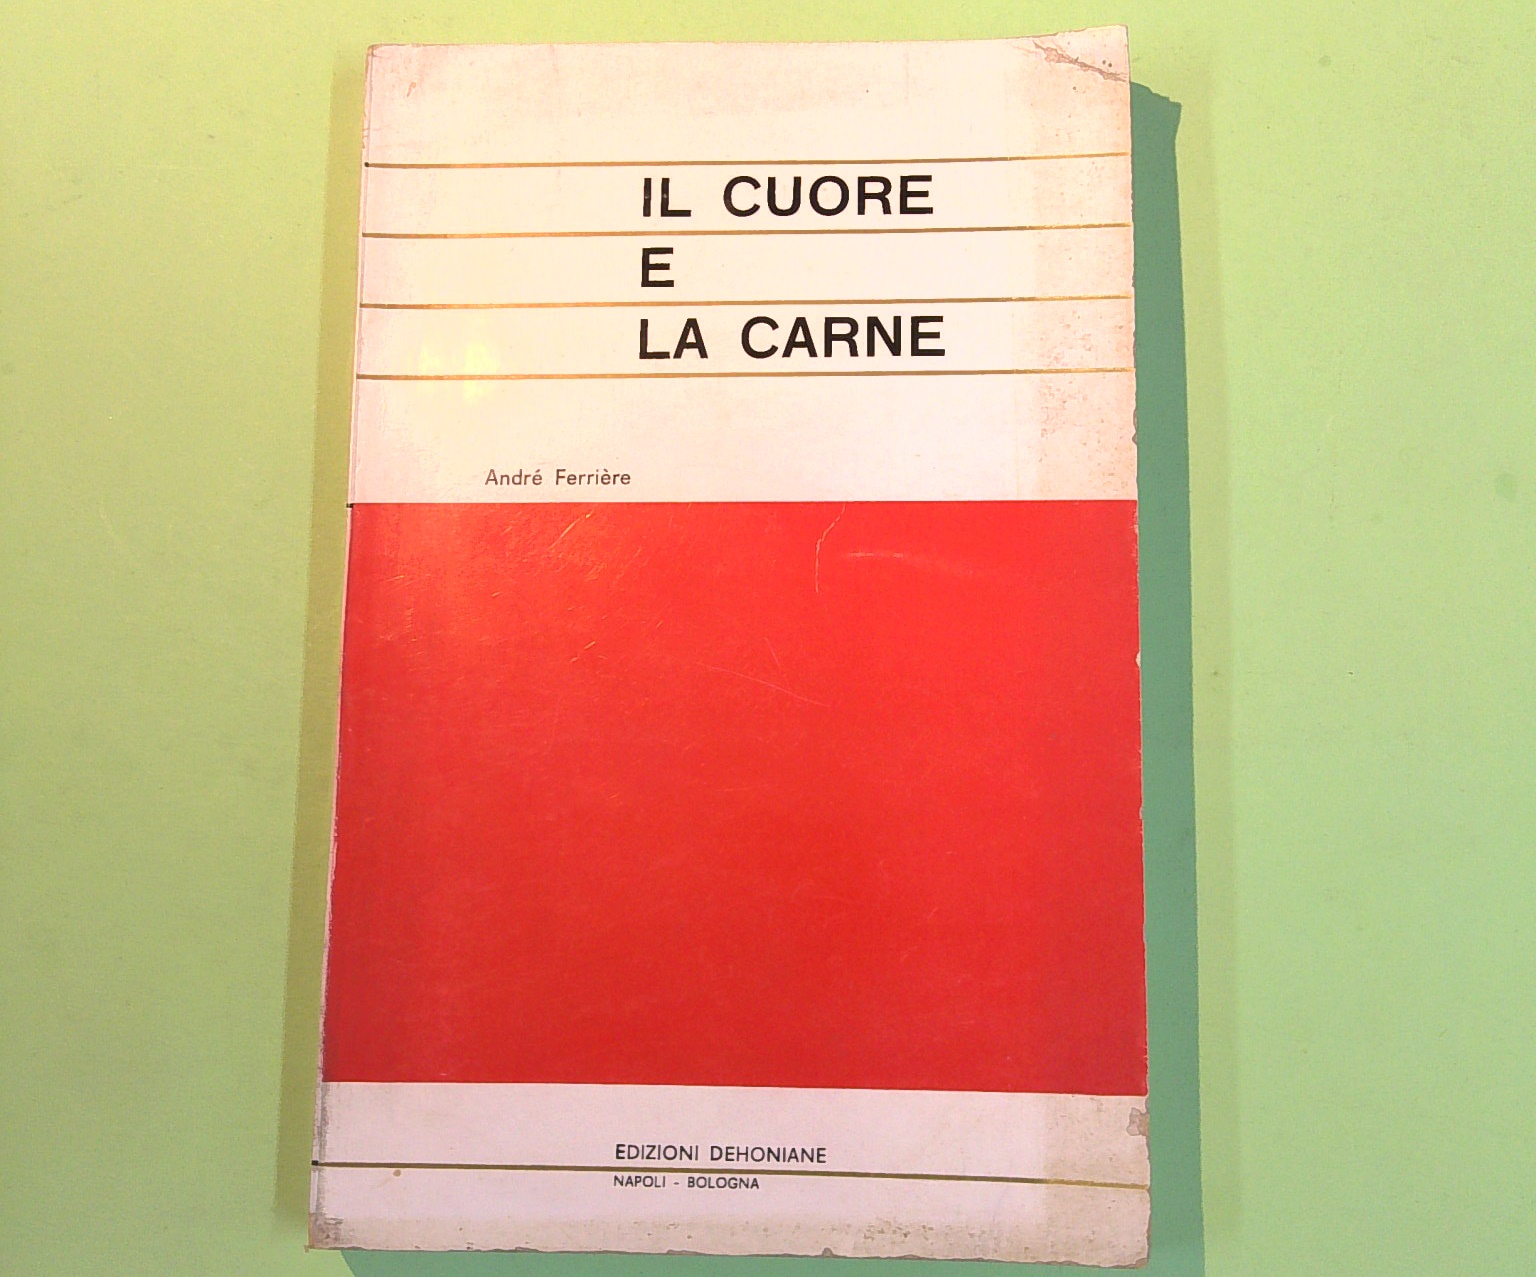 IL CUORE
E
LA CARNE
André Ferrière
EDIZIONI DEHONIANE
NAPOLI - BOLOGNA